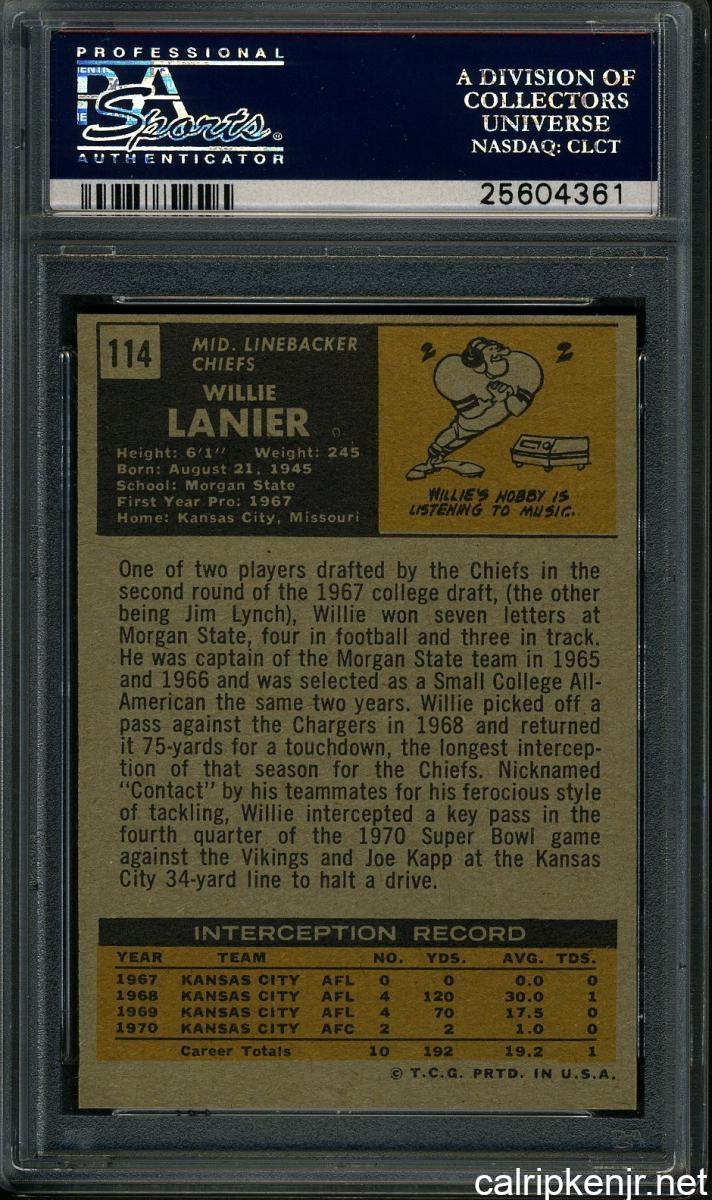 PROFESSIONAL
PSA
Sports®
AUTHENTICATOR
A DIVISION OF
COLLECTORS
UNIVERSE
NASDAQ: CLCT
25604361
114
MID. LINEBACKER
CHIEFS
WILLIE
LANIER
Height: 6'1" Weight: 245
Born: August 21, 1945
School: Morgan State
First Year Pro: 1967
Home: Kansas City, Missouri
2 2
WILLIE'S HOBBY IS
LISTENING TO MUSIC.
One of two players drafted by the Chiefs in the
second round of the 1967 college draft, (the other
being Jim Lynch), Willie won seven letters at
Morgan State, four in football and three in track.
He was captain of the Morgan State team in 1965
and 1966 and was selected as a Small College All-
American the same two years. Willie picked off a
pass against the Chargers in 1968 and returned
it 75-yards for a touchdown, the longest intercep-
tion of that season for the Chiefs. Nicknamed
"Contact" by his teammates for his ferocious style
of tackling, Willie intercepted a key pass in the
fourth quarter of the 1970 Super Bowl game
against the Vikings and Joe Kapp at the Kansas
City 34-yard line to halt a drive.
INTERCEPTION RECORD
YEAR TEAM NO. YDS. AVG. TDS.
1967 KANSAS CITY AFL 0 0 0.0 0
1968 KANSAS CITY AFL 4 120 30.0 1
1969 KANSAS CITY AFL 4 70 17.5 0
1970 KANSAS CITY AFC 2 2 1.0 0
Career Totals 10 192 19.2 1
© T.C.G. PRTD. IN U.S.A.
calripkenjr.net